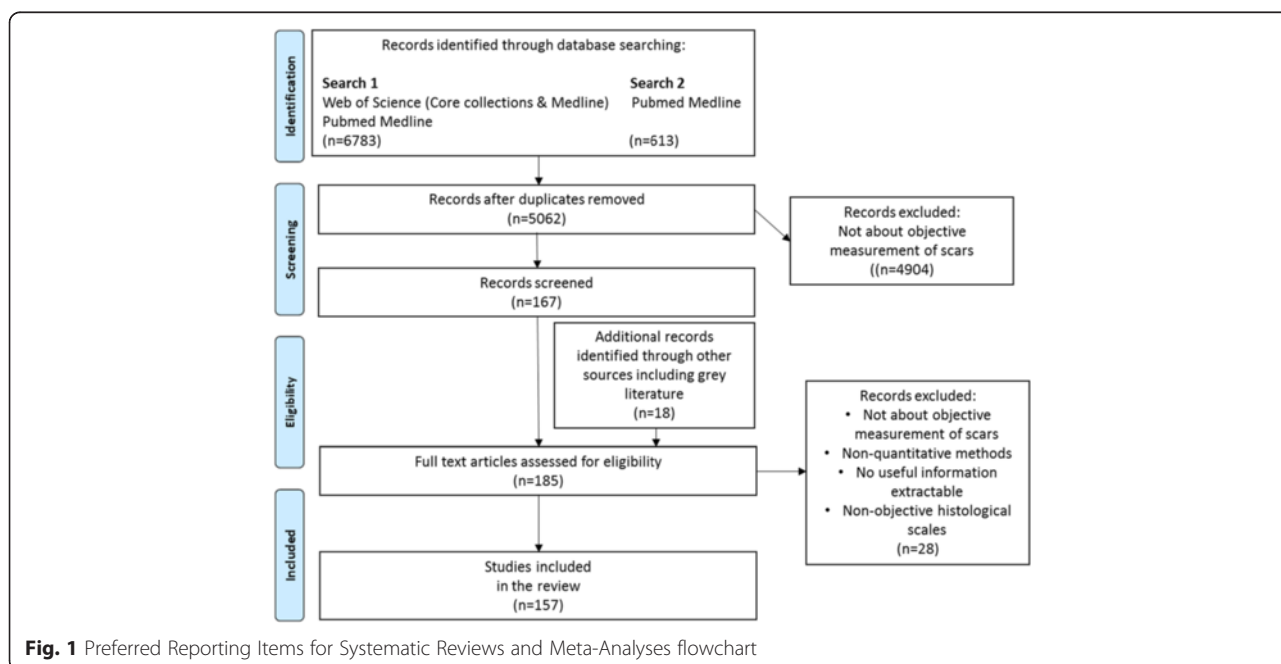 Identification
Records identified through database searching:
Search 1
Web of Science (Core collections & Medline)
Pubmed Medline
(n=6783)
Search 2
Pubmed Medline
(n=613)
Screening
Records after duplicates removed
(n=5062)
Records excluded:
Not about objective
measurement of scars
((n=4904)
Records screened
(n=167)
Eligibility
Additional records
identified through other
sources including grey
literature
(n=18)
Full text articles assessed for eligibility
(n=185)
Records excluded:
• Not about objective
measurement of scars
• Non-quantitative methods
• No useful information
extractable
• Non-objective histological
scales
(n=28)
Included
Studies included
in the review
(n=157)
Fig. 1 Preferred Reporting Items for Systematic Reviews and Meta-Analyses flowchart